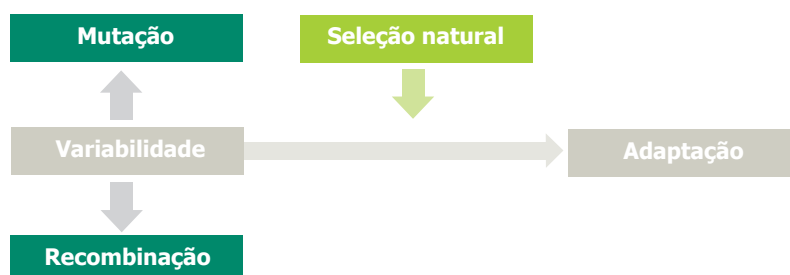 Mutação
Seleção natural
Variabilidade
Adaptação
Recombinação